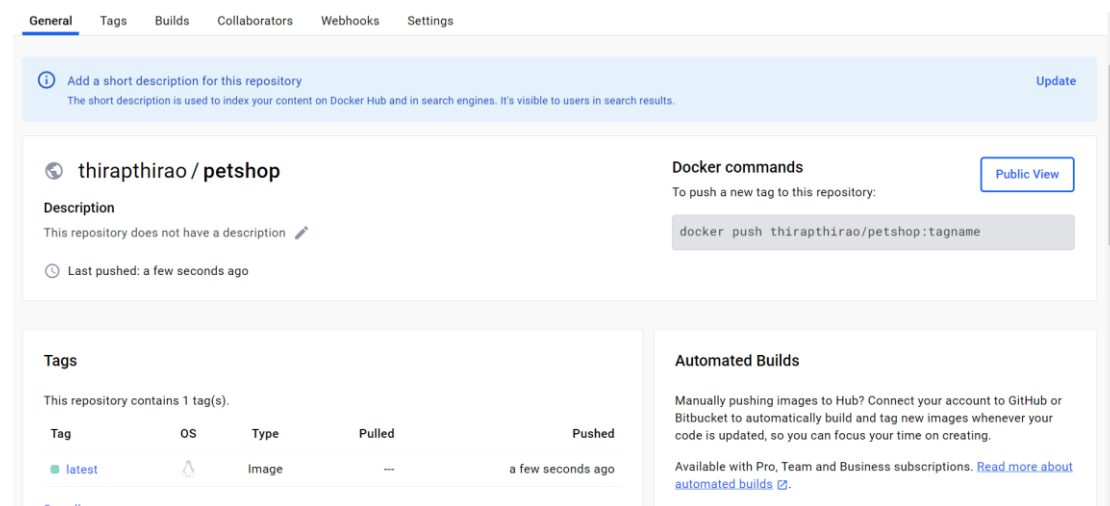 General Tags Builds Collaborators Webhooks Settings
Add a short description for this repository
Update
The short description is used to index your content on Docker Hub and in search engines. It's visible to users in search results.
thirapthirao / petshop
Description
This repository does not have a description
Last pushed: a few seconds ago
Docker commands
Public View
To push a new tag to this repository:
docker push thirapthirao/petshop:tagname
Tags
This repository contains 1 tag(s).
Tag OS Type Pulled Pushed
latest Image --- a few seconds ago
Automated Builds
Manually pushing images to Hub? Connect your account to GitHub or
Bitbucket to automatically build and tag new images whenever your
code is updated, so you can focus your time on creating.
Available with Pro, Team and Business subscriptions. Read more about
automated builds.